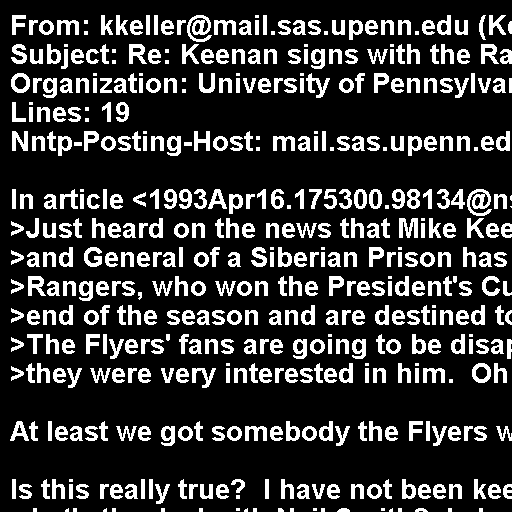 From: kkeller@mail.sas.upenn.edu (Ke
Subject: Re: Keenan signs with the Ra
Organization: University of Pennsylvan
Lines: 19
Nntp-Posting-Host: mail.sas.upenn.ed
In article <1993Apr16.175300.98134@ns
>Just heard on the news that Mike Kee
>and General of a Siberian Prison has
>Rangers, who won the President's Cu
>end of the season and are destined to
>The Flyers' fans are going to be disap
>they were very interested in him.  Oh
At least we got somebody the Flyers w
Is this really true?  I have not been kee